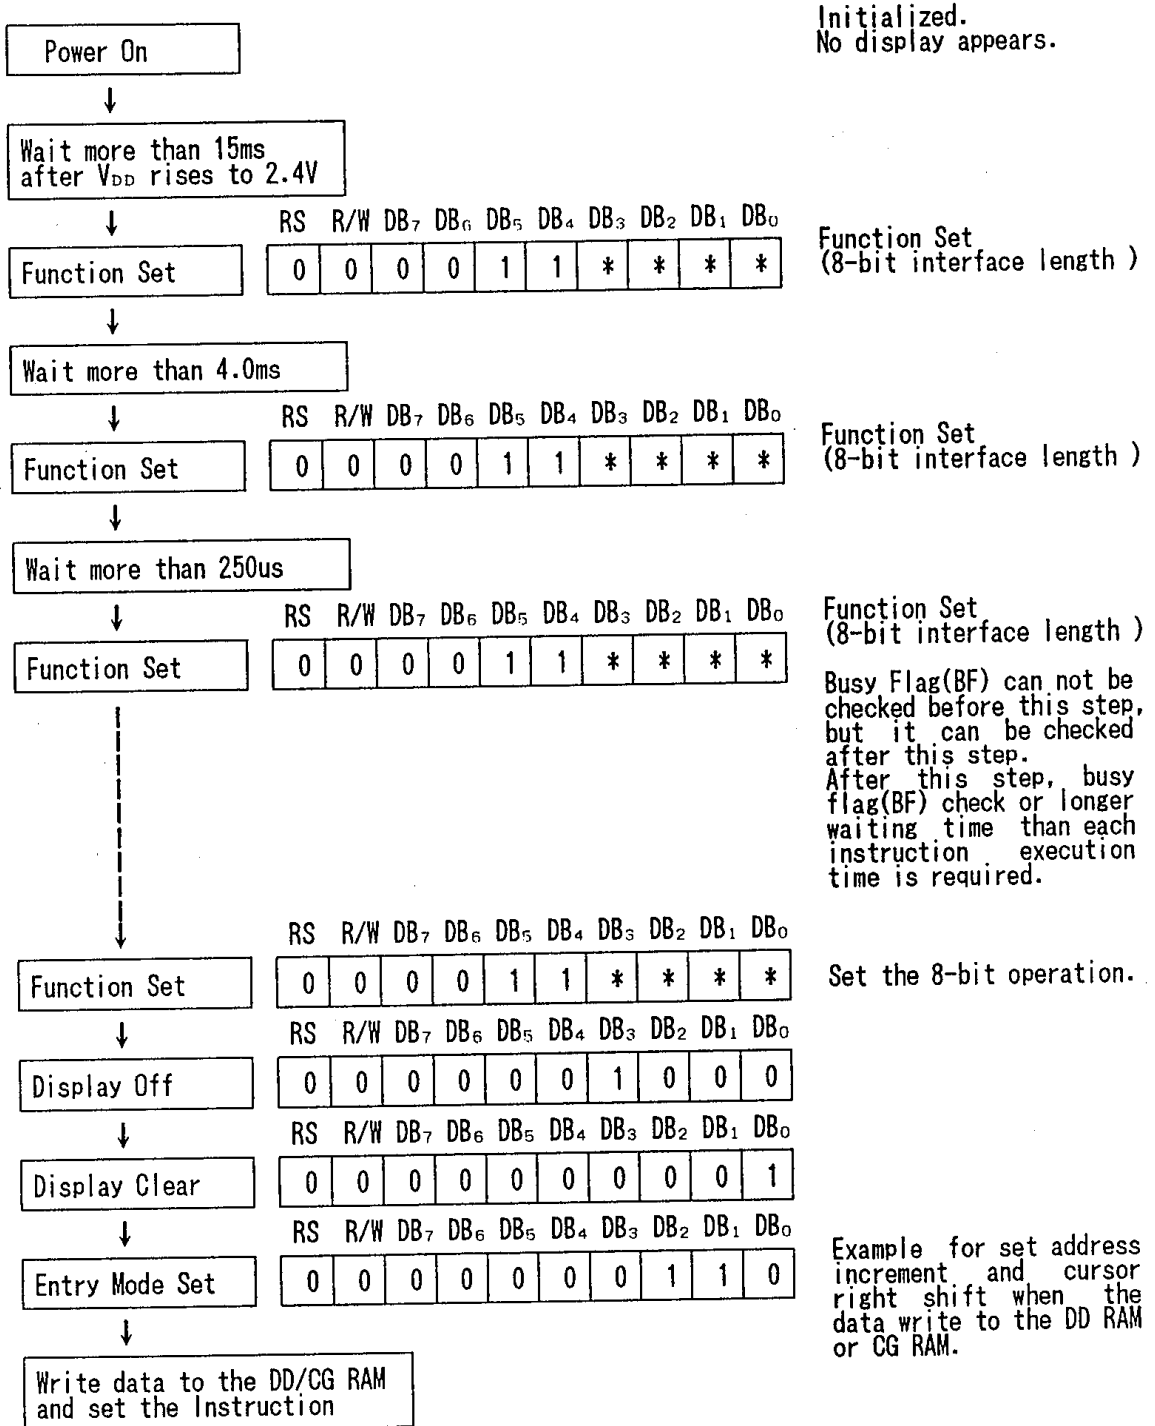 Initialized.
No display appears.
Power On
↓
Wait more than 15ms
after VDD rises to 2.4V
↓
RS R/W DB₇ DB₆ DB₅ DB₄ DB₃ DB₂ DB₁ DB₀
Function Set
0 0 0 0 1 1 * * * *
Function Set
(8-bit interface length )
↓
Wait more than 4.0ms
↓
RS R/W DB₇ DB₆ DB₅ DB₄ DB₃ DB₂ DB₁ DB₀
Function Set
0 0 0 0 1 1 * * * *
Function Set
(8-bit interface length )
↓
Wait more than 250us
↓
RS R/W DB₇ DB₆ DB₅ DB₄ DB₃ DB₂ DB₁ DB₀
Function Set
0 0 0 0 1 1 * * * *
Function Set
(8-bit interface length )
Busy Flag(BF) can not be
checked before this step,
but it can be checked
after this step.
After this step, busy
flag(BF) check or longer
waiting time than each
instruction execution
time is required.
RS R/W DB₇ DB₆ DB₅ DB₄ DB₃ DB₂ DB₁ DB₀
Function Set
0 0 0 0 1 1 * * * *
Set the 8-bit operation.
↓
RS R/W DB₇ DB₆ DB₅ DB₄ DB₃ DB₂ DB₁ DB₀
Display Off
0 0 0 0 0 0 1 0 0 0
↓
RS R/W DB₇ DB₆ DB₅ DB₄ DB₃ DB₂ DB₁ DB₀
Display Clear
0 0 0 0 0 0 0 0 0 1
↓
RS R/W DB₇ DB₆ DB₅ DB₄ DB₃ DB₂ DB₁ DB₀
Entry Mode Set
0 0 0 0 0 0 0 1 1 0
Example for set address
increment and cursor
right shift when the
data write to the DD RAM
or CG RAM.
↓
Write data to the DD/CG RAM
and set the Instruction